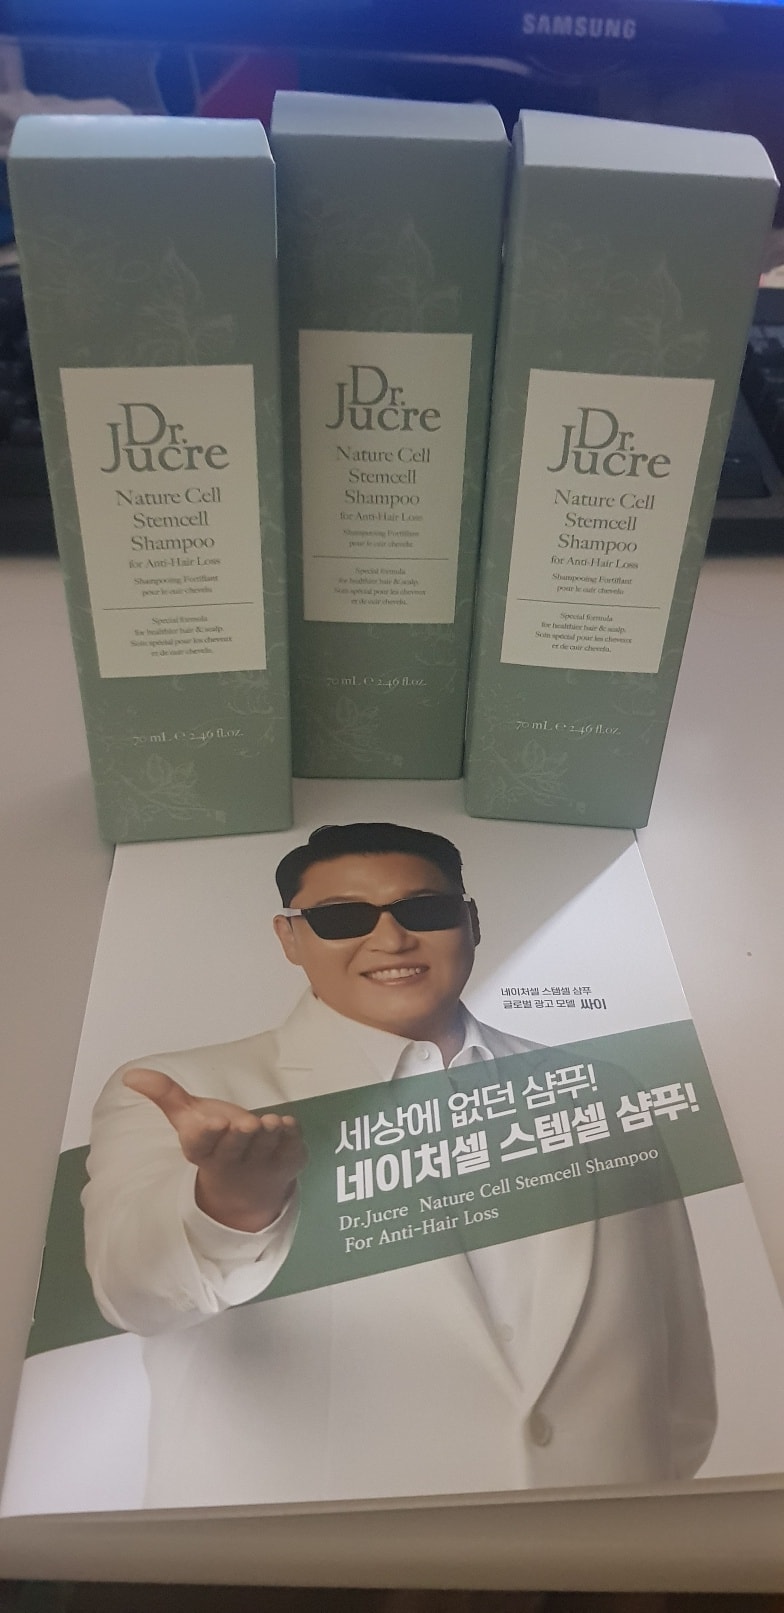 SAMSUNG
Dr.
Jucre
Nature Cell
Stemcell
Shampoo
for Anti-Hair Loss
Shampooing Fortifiant
pour le cuir chevelu
Special formula
for healthier hair & scalp.
Soin spécial pour les cheveux
et de cuir chevelu.
70 mL ℮ 2.46 fl.oz.
Dr.
Jucre
Nature Cell
Stemcell
Shampoo
for Anti-Hair Loss
Shampooing Fortifiant
pour le cuir chevelu
Special formula
for healthier hair & scalp.
Soin spécial pour les cheveux
et de cuir chevelu.
70 mL ℮ 2.46 fl.oz.
Dr.
Jucre
Nature Cell
Stemcell
Shampoo
for Anti-Hair Loss
Shampooing Fortifiant
pour le cuir chevelu
Special formula
for healthier hair & scalp.
Soin spécial pour les cheveux
et de cuir chevelu.
70 mL ℮ 2.46 fl.oz.
네이처셀 스템셀 샴푸
글로벌 광고 모델 싸이
세상에 없던 샴푸!
네이처셀 스템셀 샴푸!
Dr.Jucre Nature Cell Stemcell Shampoo
For Anti-Hair Loss